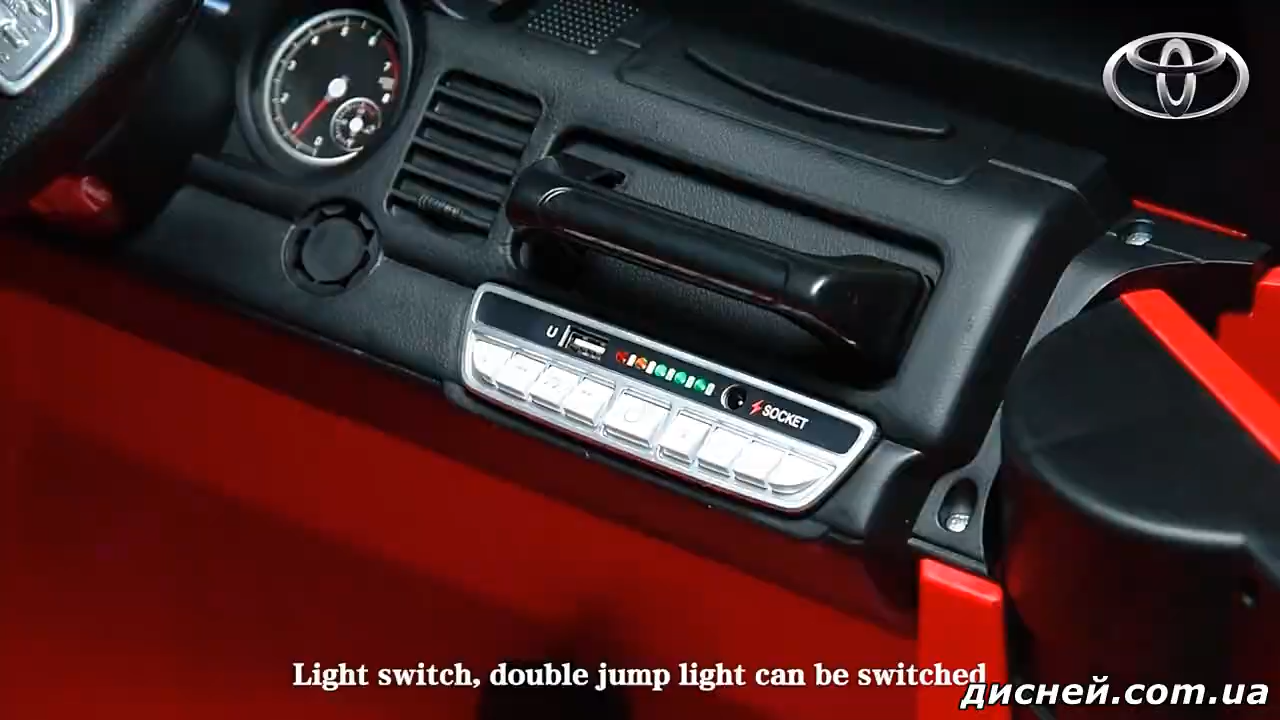 U
SOCKET
Light switch, double jump light can be switched
дисней.com.ua